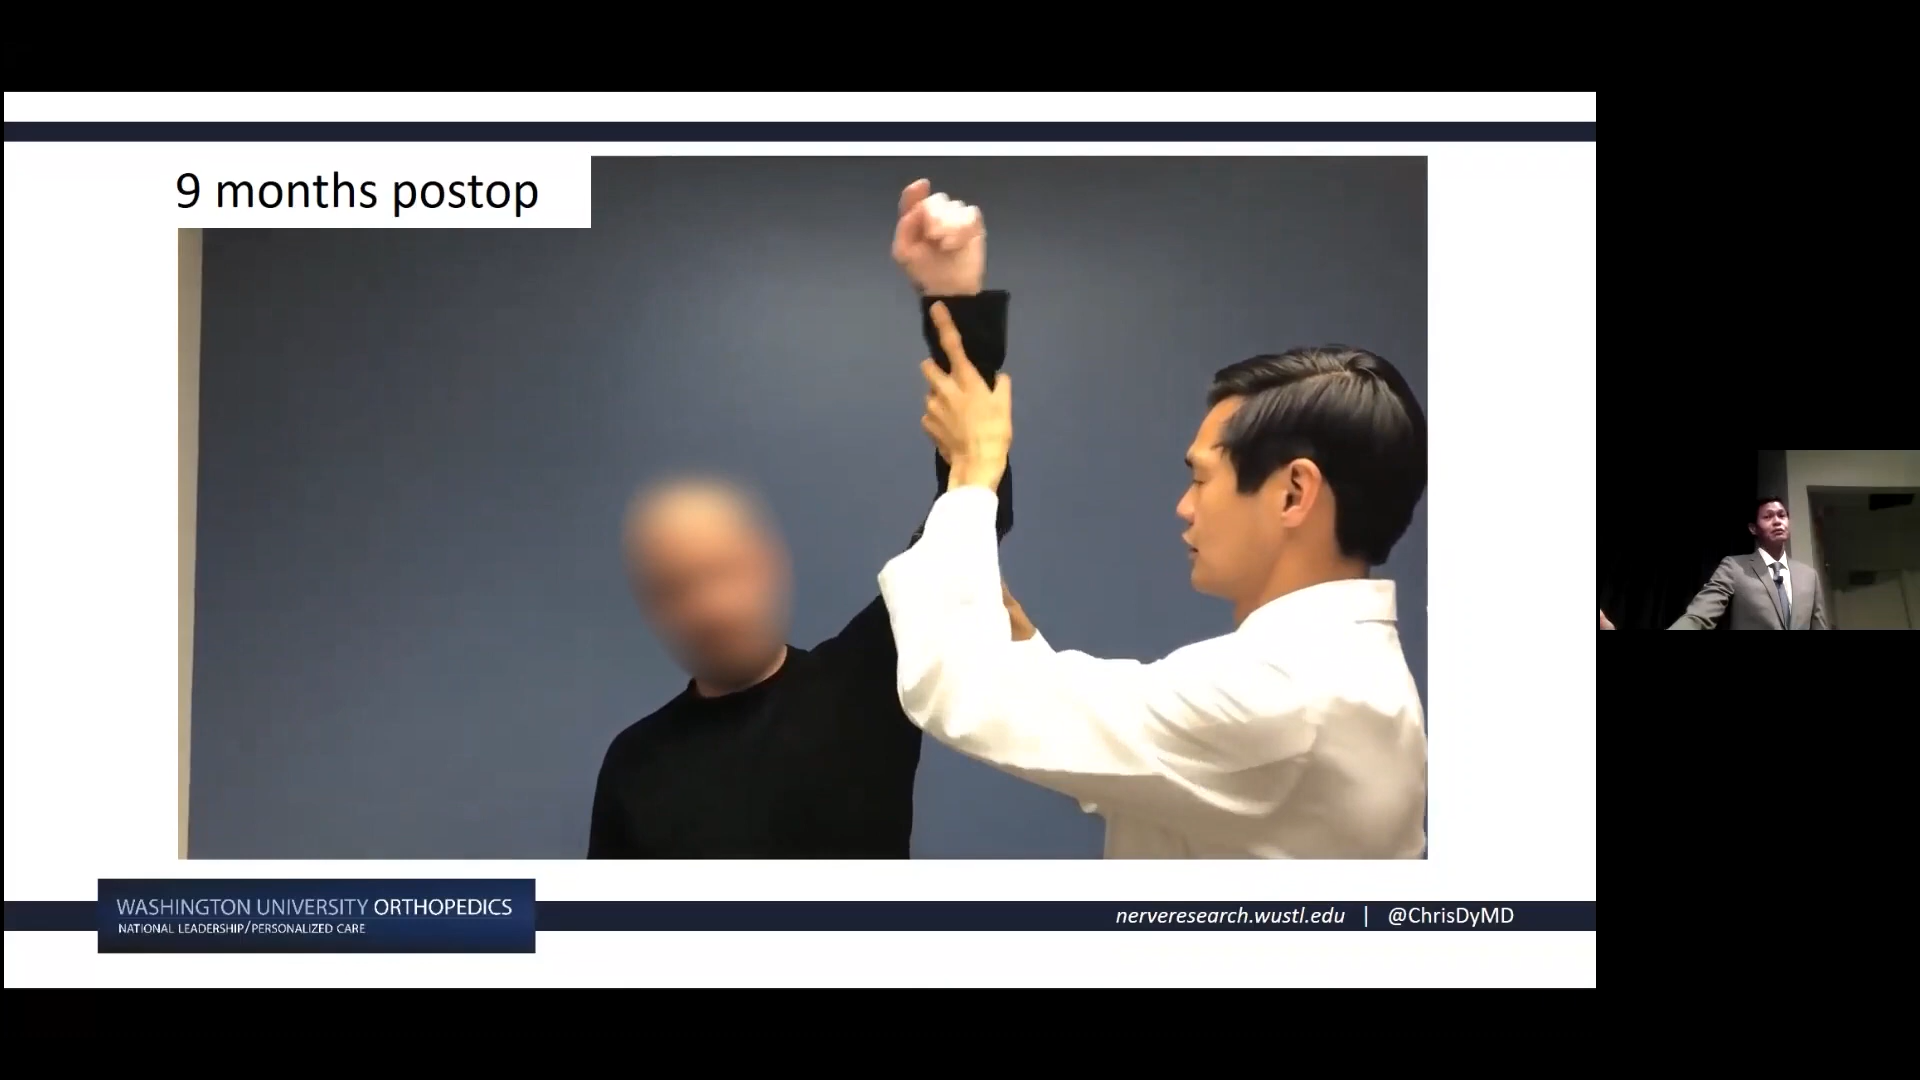 9 months postop
WASHINGTON UNIVERSITY ORTHOPEDICS
NATIONAL LEADERSHIP/PERSONALIZED CARE
nerveresearch.wustl.edu | @ChrisDyMD